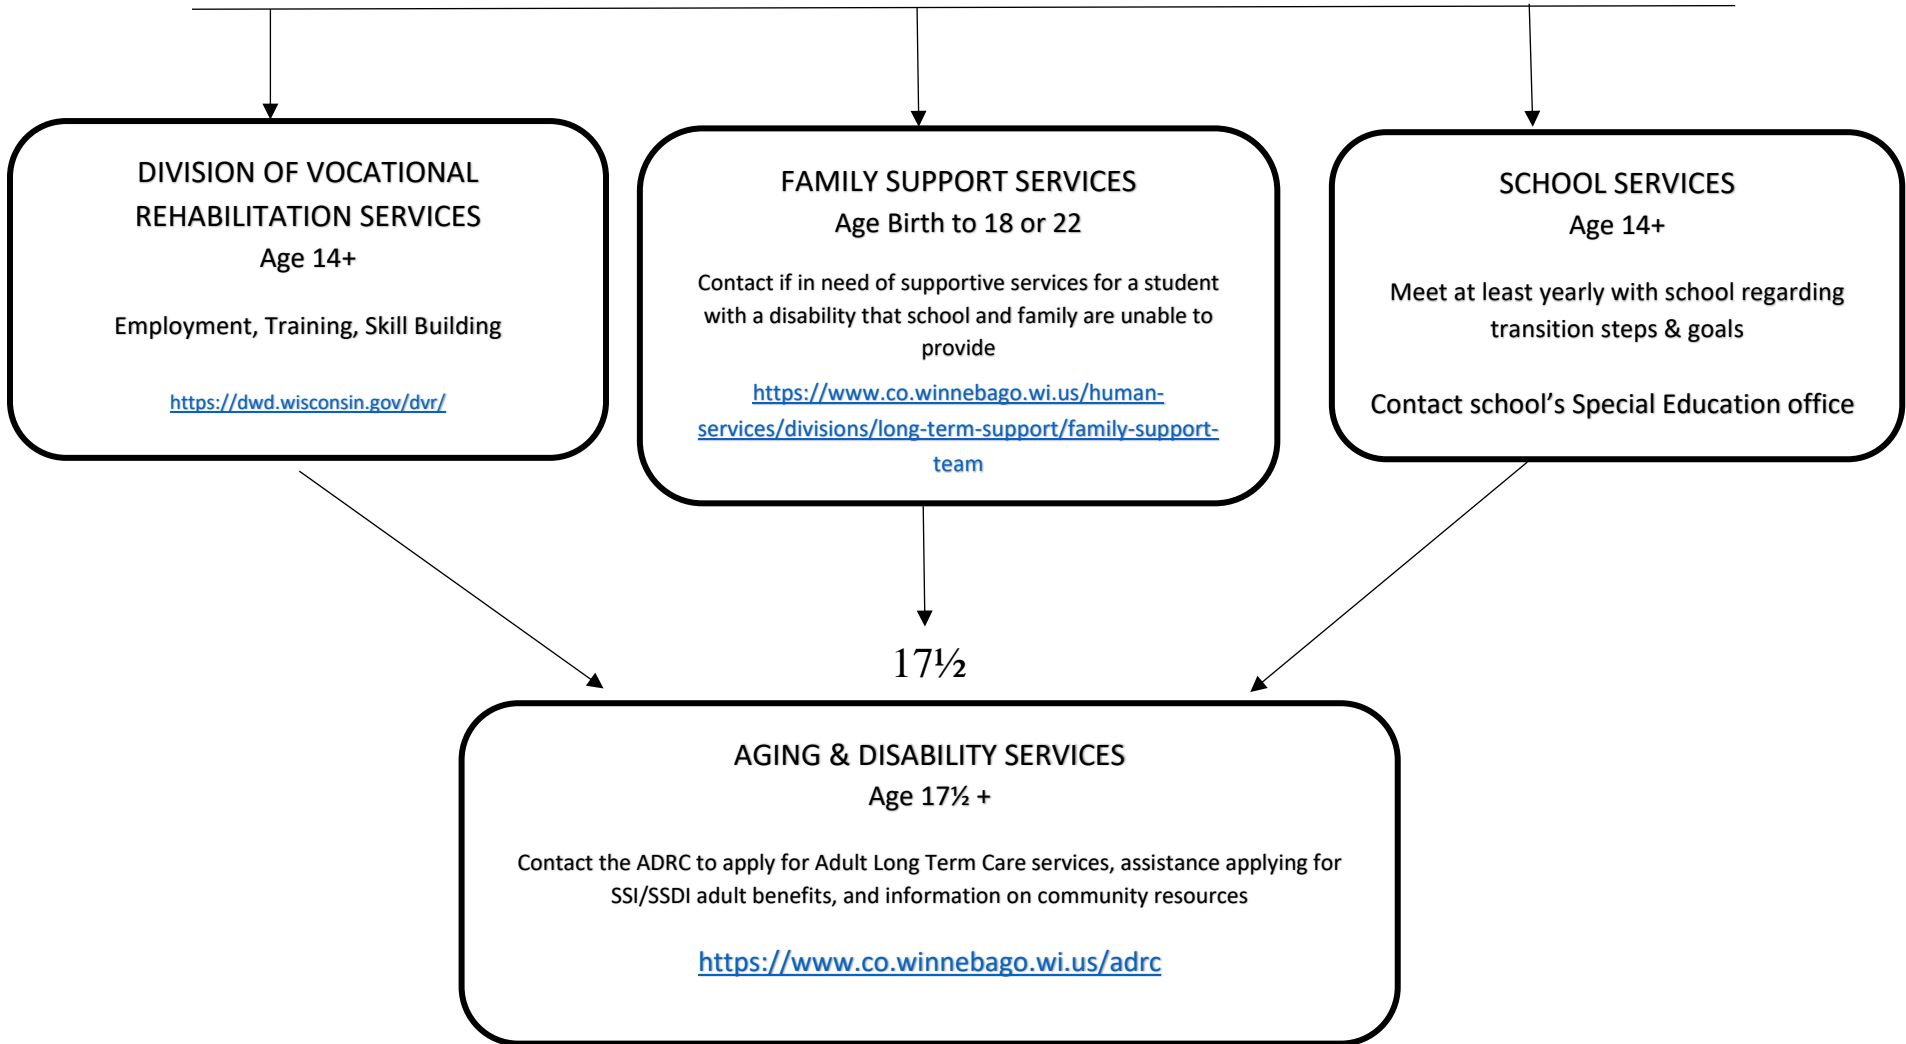 DIVISION OF VOCATIONAL
REHABILITATION SERVICES
Age 14+
Employment, Training, Skill Building
https://dwd.wisconsin.gov/dvr/
FAMILY SUPPORT SERVICES
Age Birth to 18 or 22
Contact if in need of supportive services for a student
with a disability that school and family are unable to
provide
https://www.co.winnebago.wi.us/human-
services/divisions/long-term-support/family-support-
team
SCHOOL SERVICES
Age 14+
Meet at least yearly with school regarding
transition steps & goals
Contact school’s Special Education office
17½
AGING & DISABILITY SERVICES
Age 17½ +
Contact the ADRC to apply for Adult Long Term Care services, assistance applying for
SSI/SSDI adult benefits, and information on community resources
https://www.co.winnebago.wi.us/adrc